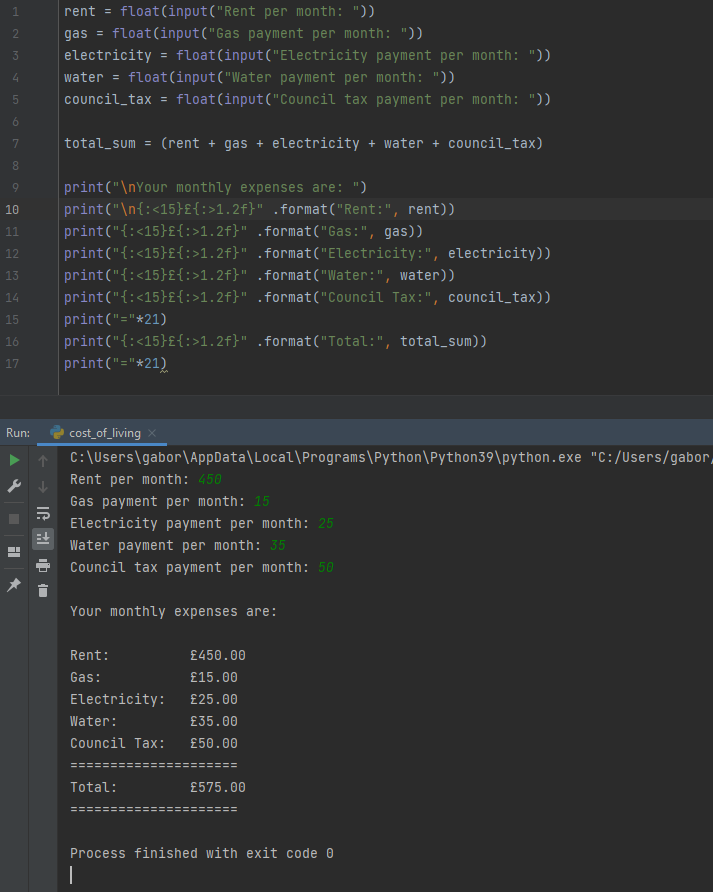 1 rent = float(input("Rent per month: "))
2 gas = float(input("Gas payment per month: "))
3 electricity = float(input("Electricity payment per month: "))
4 water = float(input("Water payment per month: "))
5 council_tax = float(input("Council tax payment per month: "))
6
7 total_sum = (rent + gas + electricity + water + council_tax)
8
9 print("\nYour monthly expenses are: ")
10 print("\n{:<15}£{:>1.2f}" .format("Rent:", rent))
11 print("{:<15}£{:>1.2f}" .format("Gas:", gas))
12 print("{:<15}£{:>1.2f}" .format("Electricity:", electricity))
13 print("{:<15}£{:>1.2f}" .format("Water:", water))
14 print("{:<15}£{:>1.2f}" .format("Council Tax:", council_tax))
15 print("="*21)
16 print("{:<15}£{:>1.2f}" .format("Total:", total_sum))
17 print("="*21)
Run: cost_of_living
C:\Users\gabor\AppData\Local\Programs\Python\Python39\python.exe "C:/Users/gabor/
Rent per month: 450
Gas payment per month: 15
Electricity payment per month: 25
Water payment per month: 35
Council tax payment per month: 50
Your monthly expenses are:
Rent: £450.00
Gas: £15.00
Electricity: £25.00
Water: £35.00
Council Tax: £50.00
=====================
Total: £575.00
=====================
Process finished with exit code 0